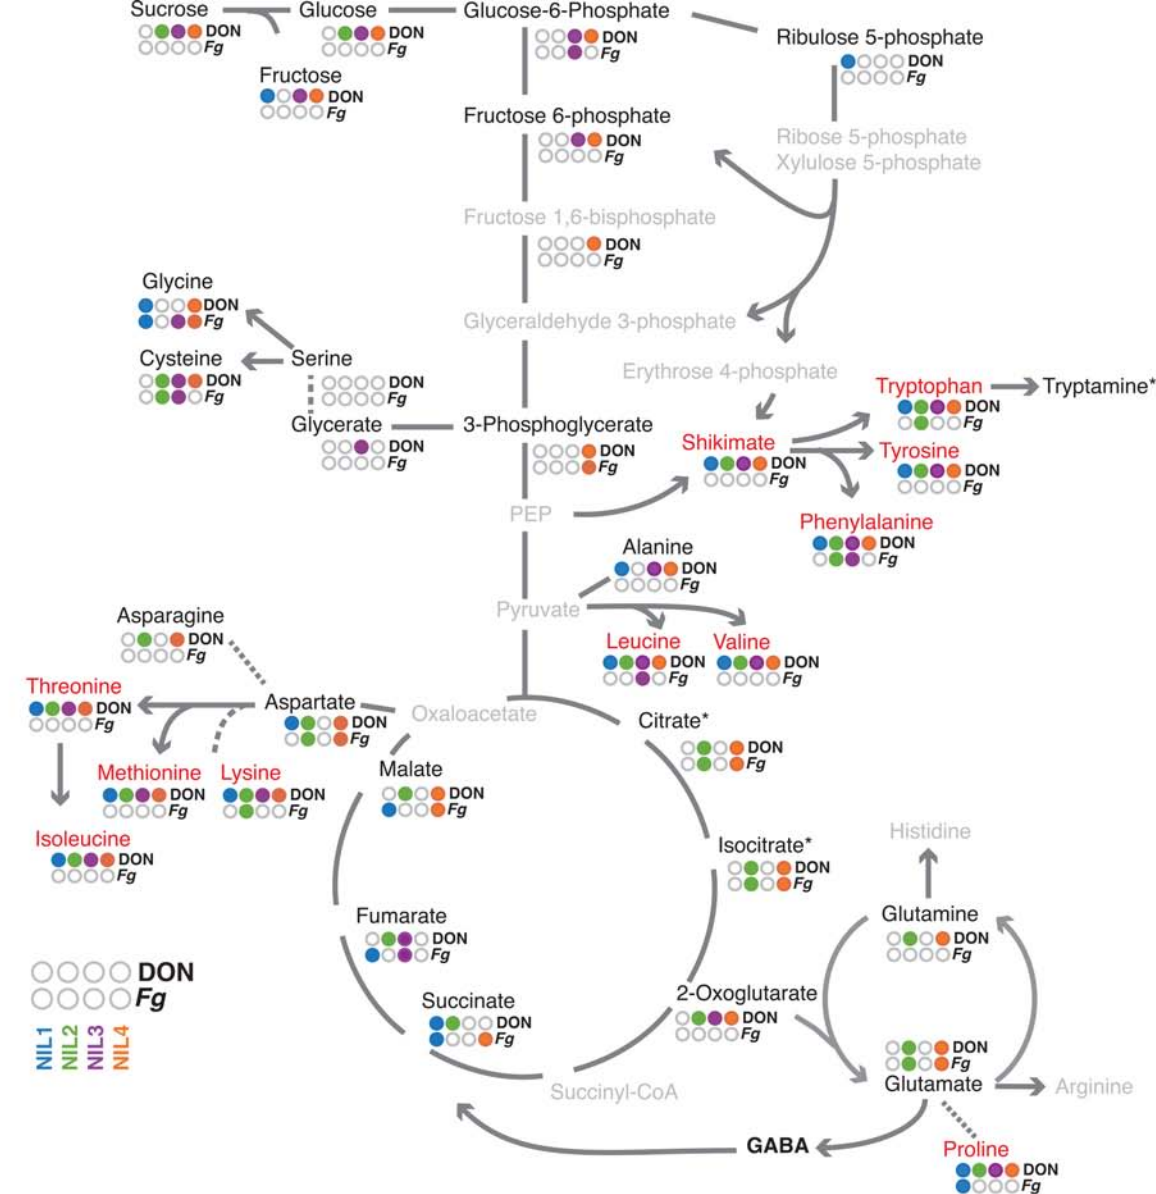 Sucrose
DON
Fg
Glucose
DON
Fg
Glucose-6-Phosphate
DON
Fg
Ribulose 5-phosphate
DON
Fg
Fructose
DON
Fg
Fructose 6-phosphate
DON
Fg
Ribose 5-phosphate
Xylulose 5-phosphate
Fructose 1,6-bisphosphate
DON
Fg
Glycine
DON
Fg
Glyceraldehyde 3-phosphate
Cysteine
DON
Fg
Serine
DON
Fg
Erythrose 4-phosphate
Tryptophan
DON
Fg
Tryptamine*
Glycerate
DON
Fg
3-Phosphoglycerate
DON
Fg
Shikimate
DON
Fg
Tyrosine
DON
Fg
PEP
Phenylalanine
DON
Fg
Alanine
DON
Fg
Pyruvate
Leucine
DON
Fg
Valine
DON
Fg
Asparagine
DON
Fg
Threonine
DON
Fg
Aspartate
DON
Fg
Oxaloacetate
Citrate*
DON
Fg
Methionine
DON
Fg
Lysine
DON
Fg
Malate
DON
Fg
Isoleucine
DON
Fg
Isocitrate*
DON
Fg
Histidine
Fumarate
DON
Fg
Glutamine
DON
Fg
DON
Fg
NIL1
NIL2
NIL3
NIL4
Succinate
DON
Fg
2-Oxoglutarate
DON
Fg
DON
Fg
Glutamate
Arginine
Succinyl-CoA
GABA
Proline
DON
Fg